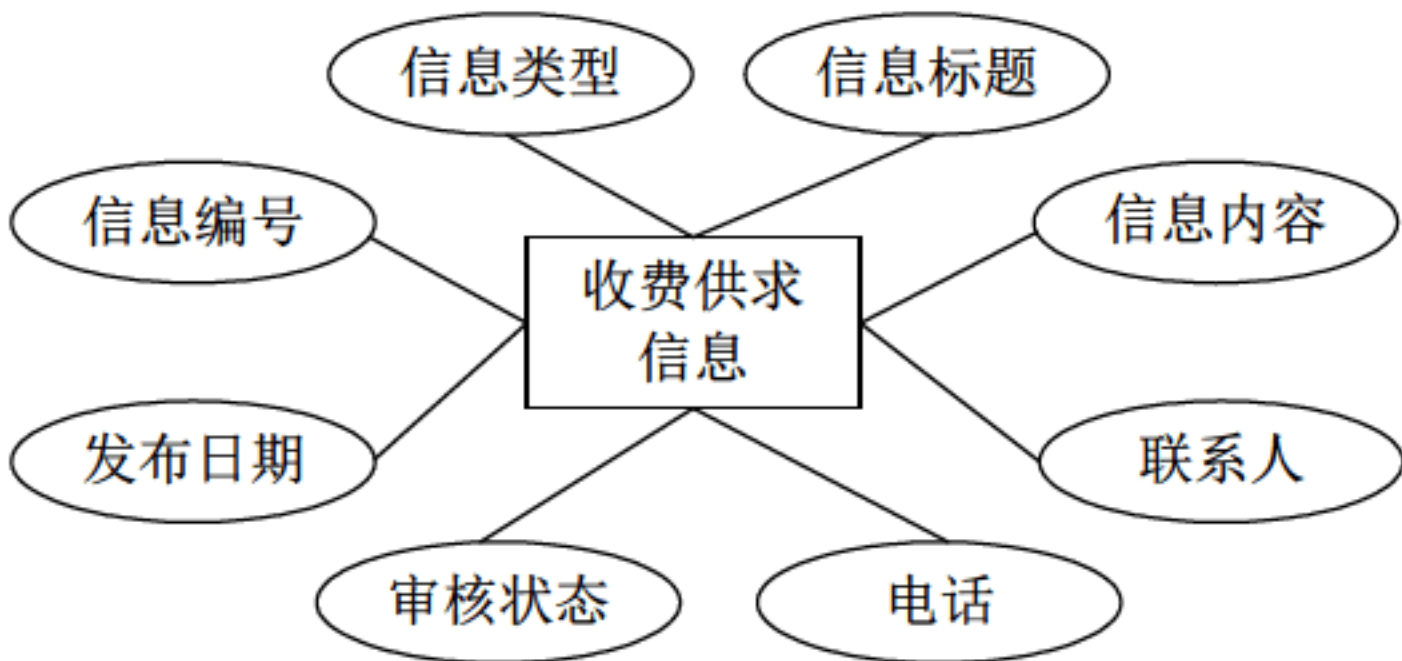 信息类型
信息标题
信息编号
信息内容
收费供求
信息
发布日期
联系人
审核状态
电话